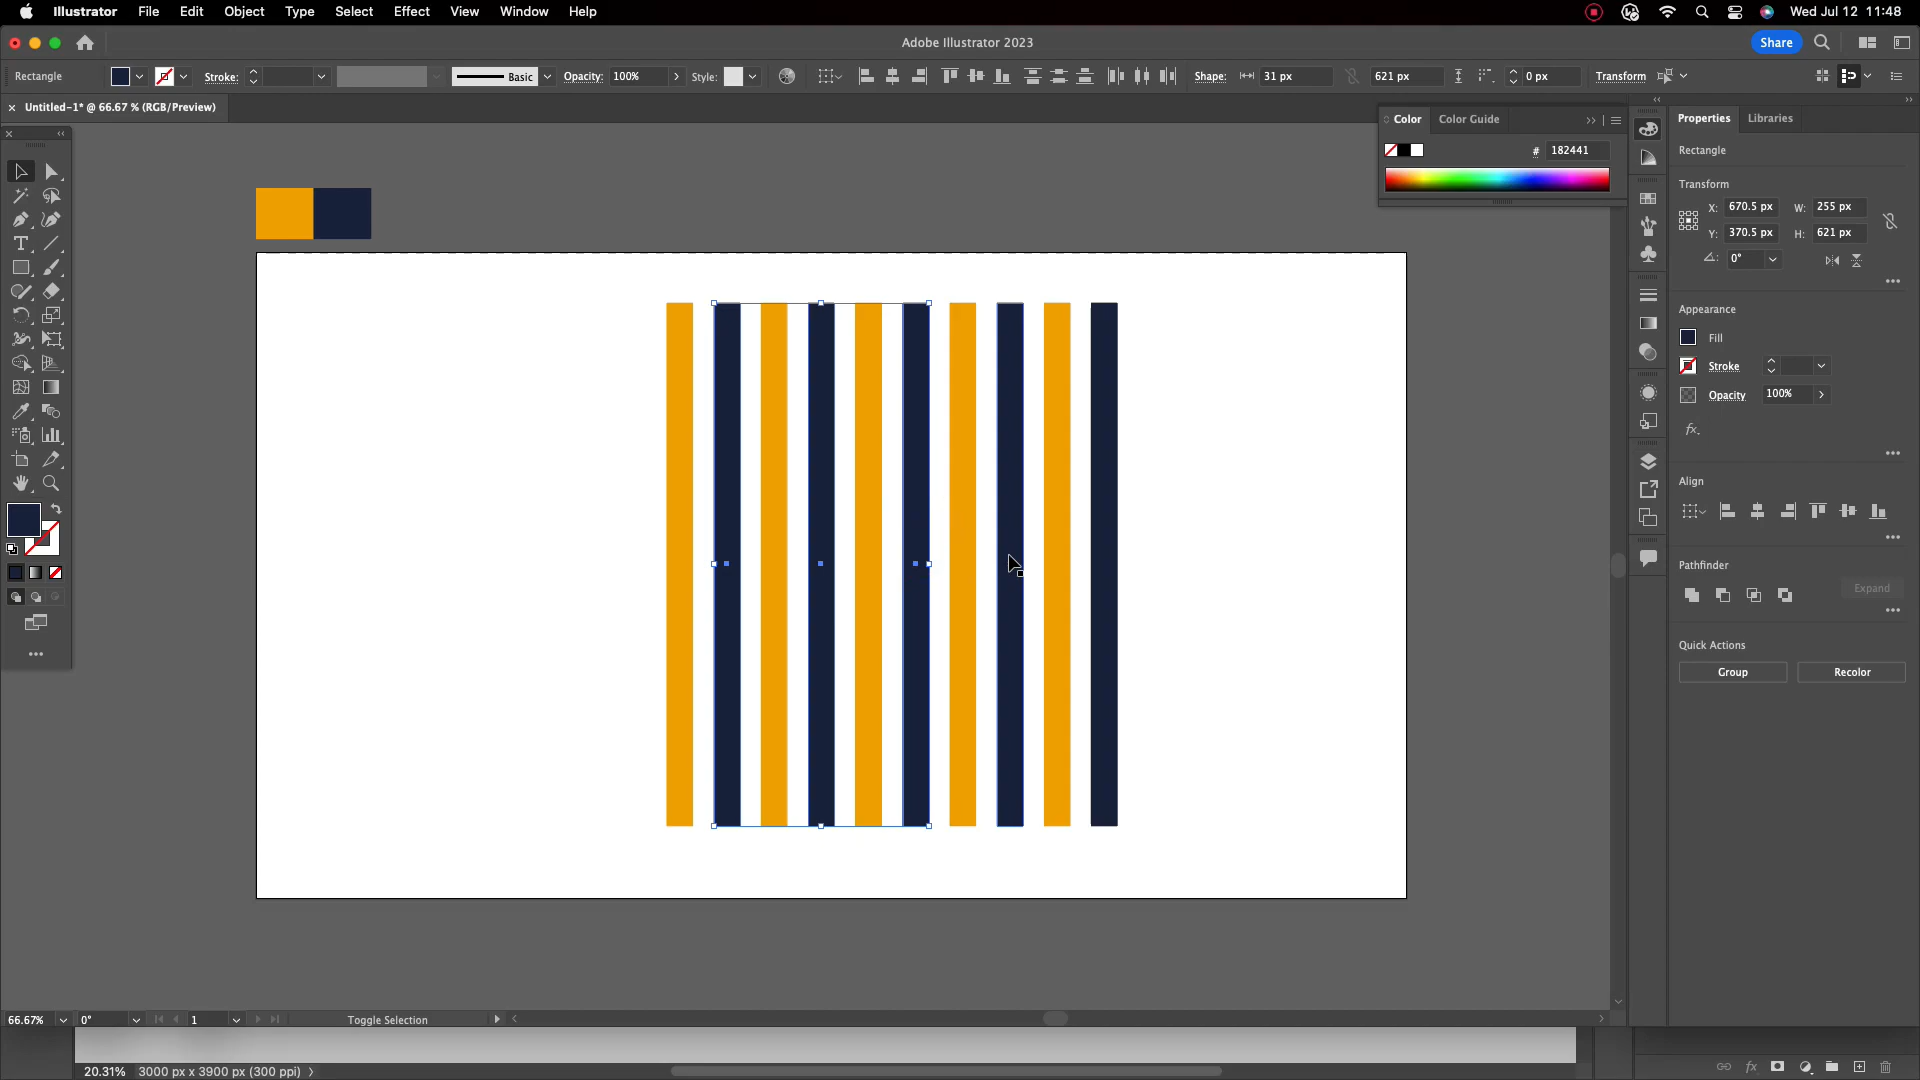 Illustrator File Edit Object Type Select Effect View Window Help Wed Jul 12 11:48
Adobe Illustrator 2023 Share
Rectangle Stroke: Basic Opacity: 100% Style: Shape: 31 px 621 px 0 px Transform
Untitled-1* @ 66.67 % (RGB/Preview)
Color Color Guide
# 182441
Properties Libraries
Rectangle
Transform
X: 670.5 px W: 255 px
Y: 370.5 px H: 621 px
0°
Appearance
Fill
Stroke
Opacity 100%
fx
Align
Pathfinder
Expand
Quick Actions
Group Recolor
66.67% 0° 1 Toggle Selection
20.31% 3000 px x 3900 px (300 ppi)
fx